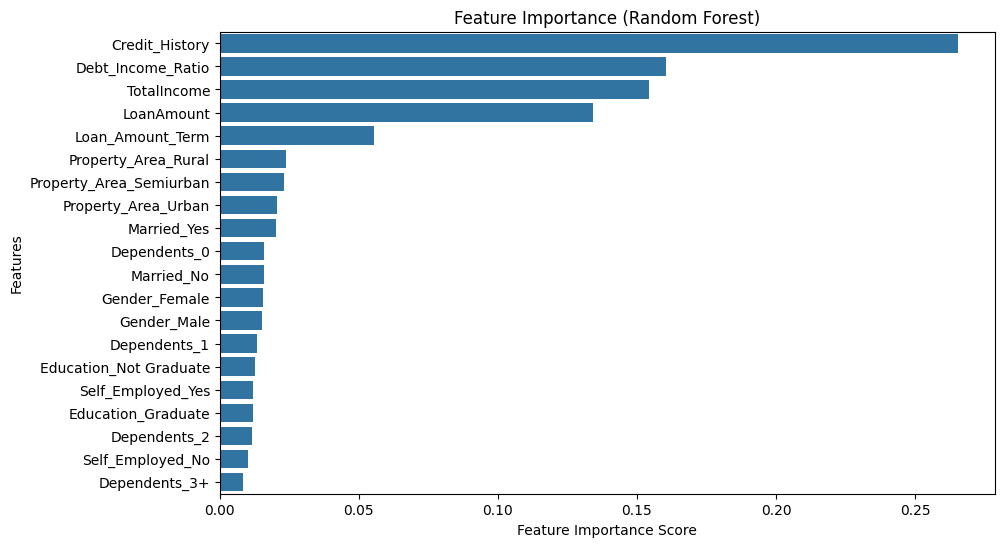 Feature Importance (Random Forest)
Credit_History
Debt_Income_Ratio
TotalIncome
LoanAmount
Loan_Amount_Term
Property_Area_Rural
Property_Area_Semiurban
Property_Area_Urban
Married_Yes
Dependents_0
Married_No
Gender_Female
Gender_Male
Dependents_1
Education_Not Graduate
Self_Employed_Yes
Education_Graduate
Dependents_2
Self_Employed_No
Dependents_3+
Features
0.00 0.05 0.10 0.15 0.20 0.25
Feature Importance Score